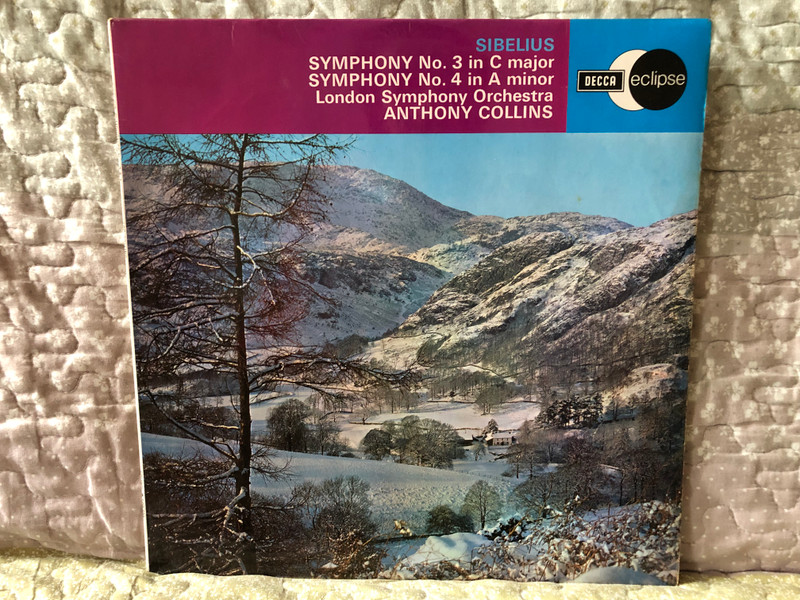 SIBELIUS
SYMPHONY No. 3 in C major
SYMPHONY No. 4 in A minor
London Symphony Orchestra
ANTHONY COLLINS
DECCA eclipse